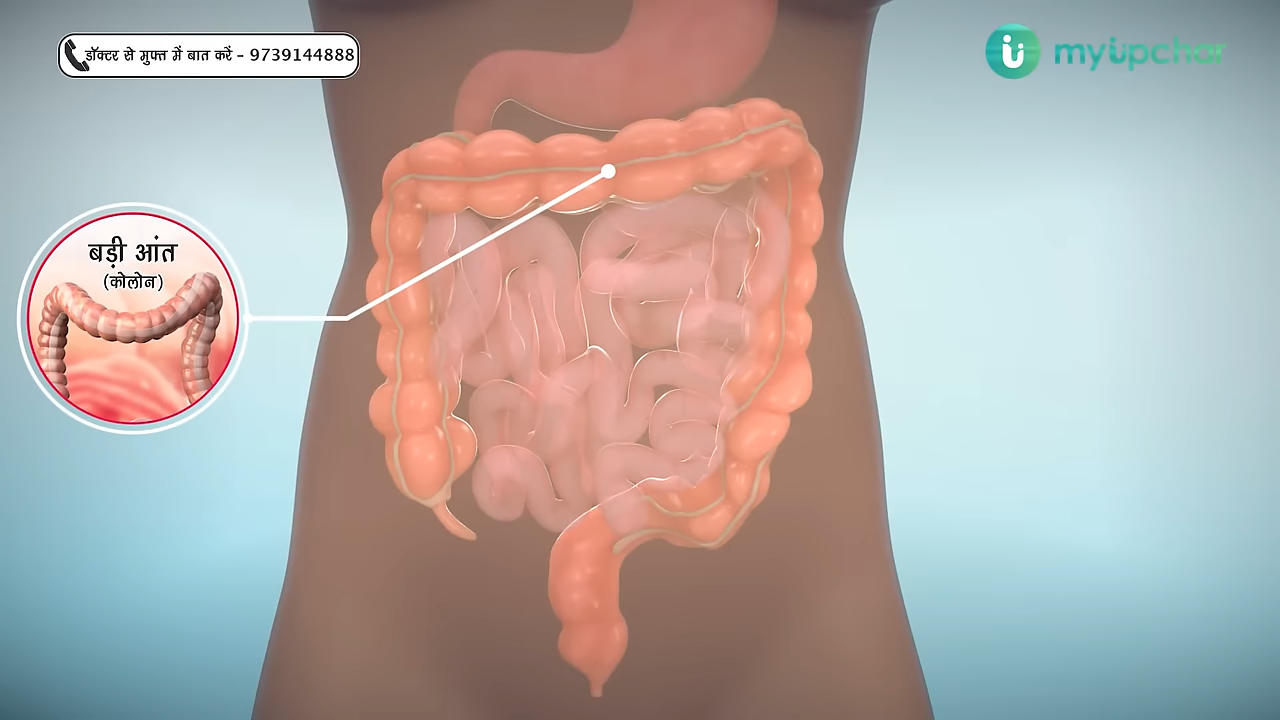 डॉक्टर से मुफ्त में बात करें - 9739144888
myUpchar
बड़ी आंत
(कोलोन)